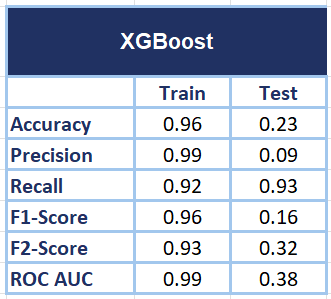 XGBoost
Train Test
Accuracy 0.96 0.23
Precision 0.99 0.09
Recall 0.92 0.93
F1-Score 0.96 0.16
F2-Score 0.93 0.32
ROC AUC 0.99 0.38